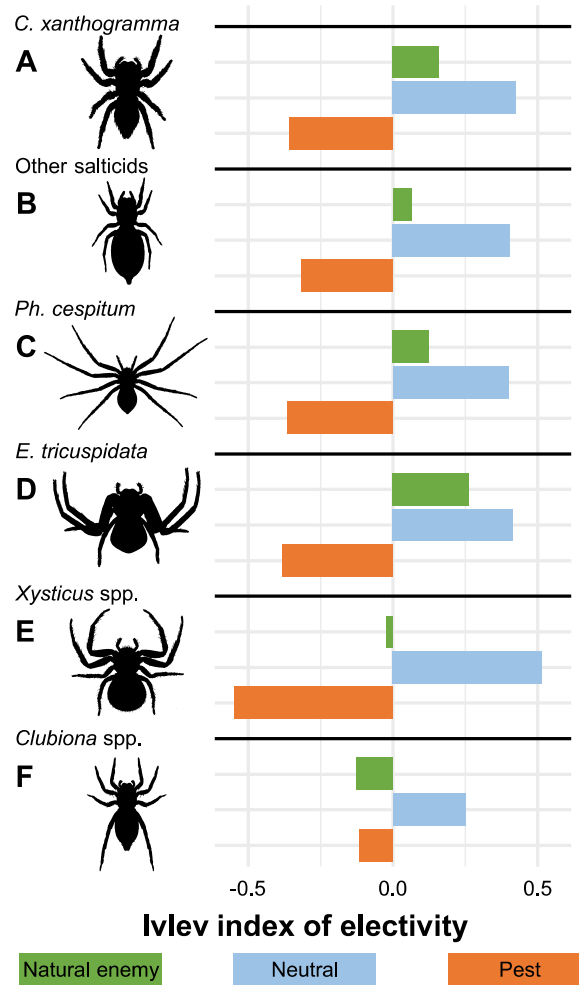 C. xanthogramma
A
Other salticids
B
Ph. cespitum
C
E. tricuspidata
D
Xysticus spp.
E
Clubiona spp.
F
-0.5 0.0 0.5
Ivlev index of electivity
Natural enemy Neutral Pest